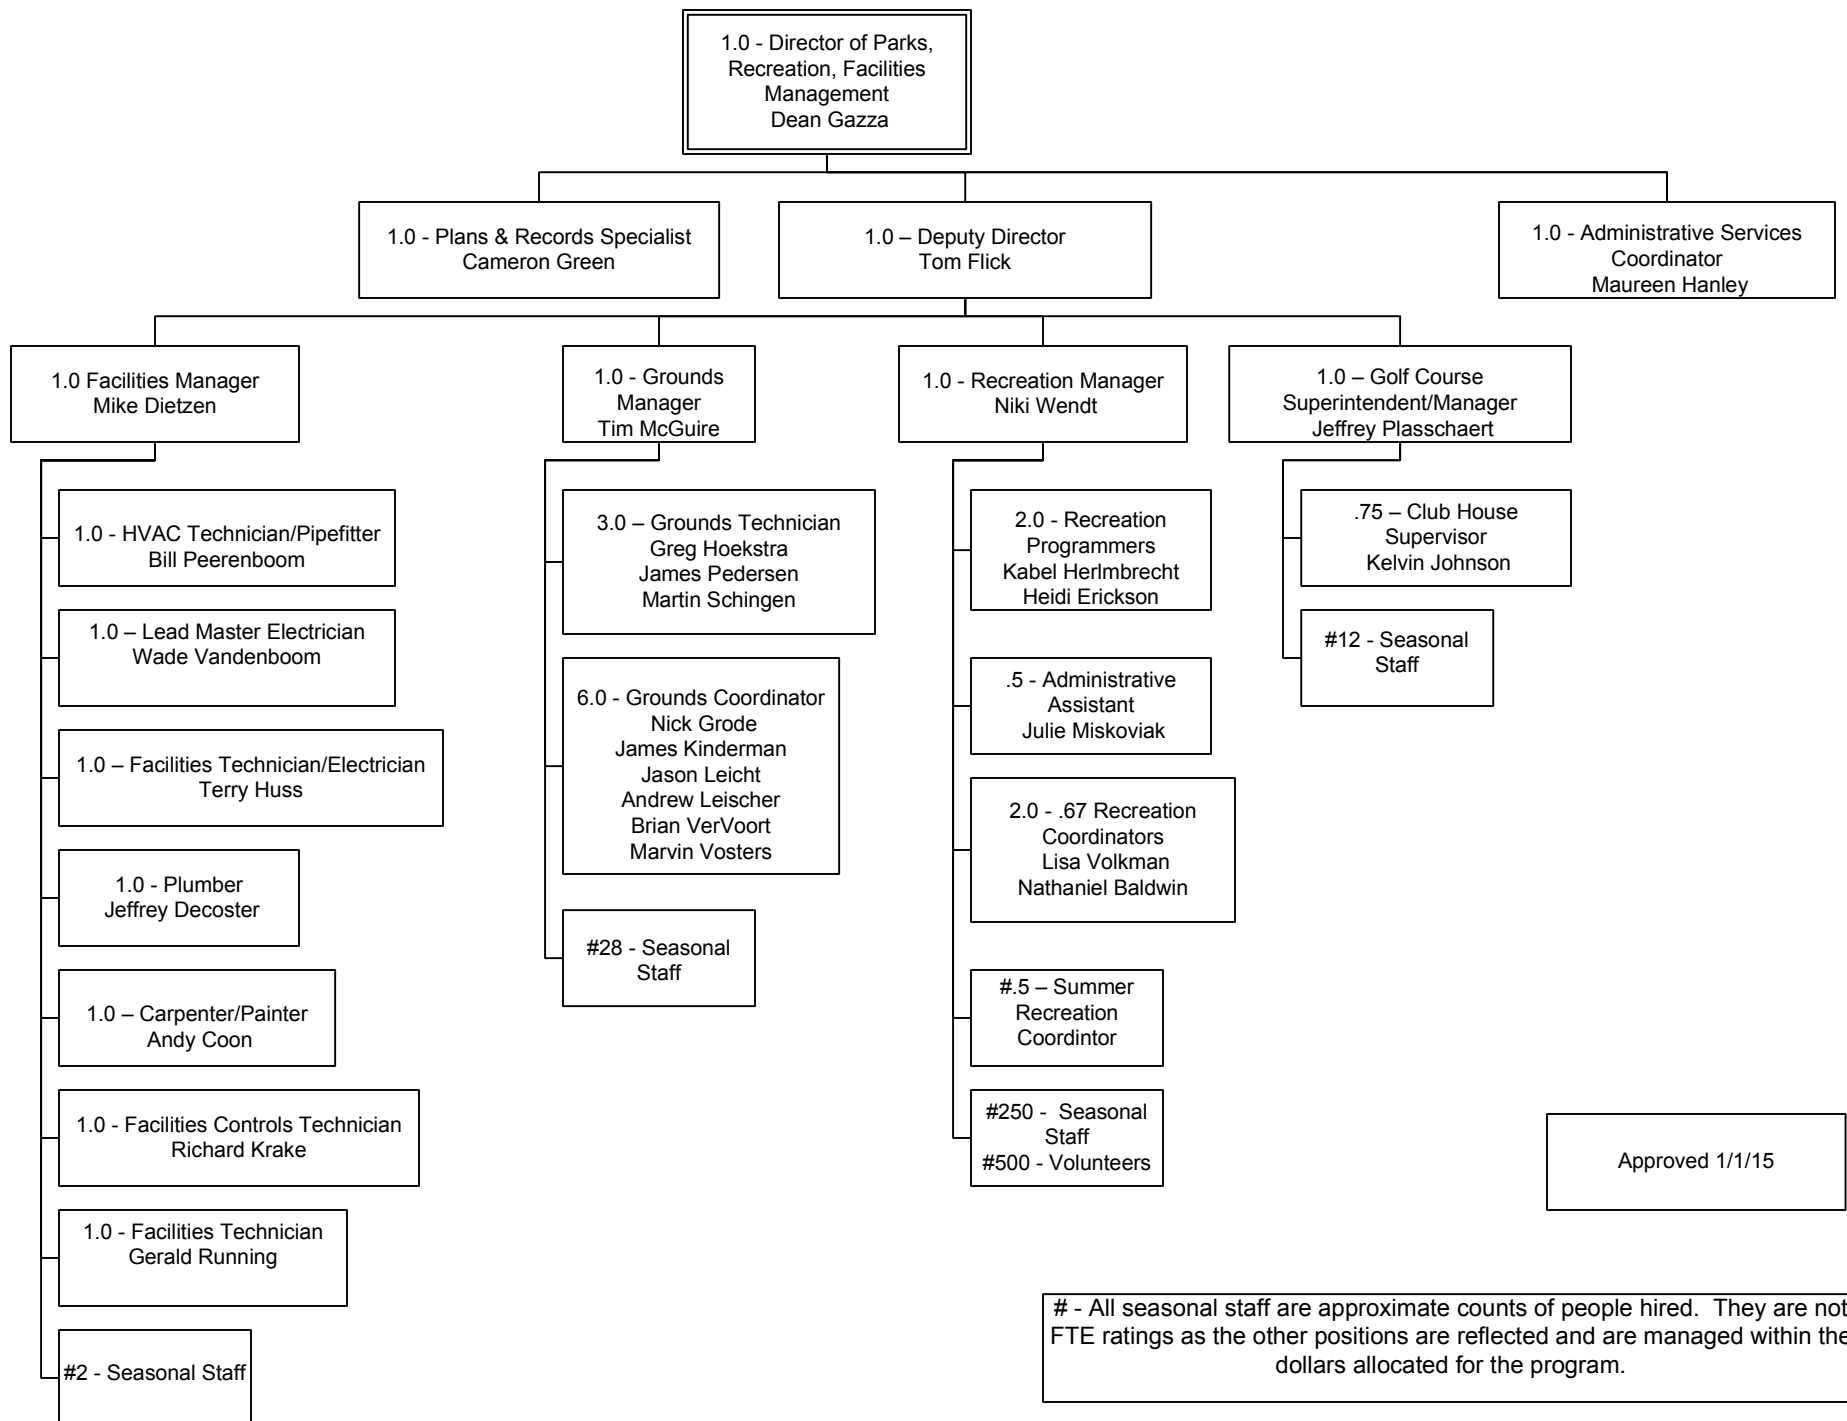 1.0 - Director of Parks,
Recreation, Facilities
Management
Dean Gazza
1.0 - Plans & Records Specialist
Cameron Green
1.0 – Deputy Director
Tom Flick
1.0 - Administrative Services
Coordinator
Maureen Hanley
1.0 Facilities Manager
Mike Dietzen
1.0 - Grounds
Manager
Tim McGuire
1.0 - Recreation Manager
Niki Wendt
1.0 – Golf Course
Superintendent/Manager
Jeffrey Plasschaert
1.0 - HVAC Technician/Pipefitter
Bill Peerenboom
1.0 – Lead Master Electrician
Wade Vandenboom
1.0 – Facilities Technician/Electrician
Terry Huss
1.0 - Plumber
Jeffrey Decoster
1.0 – Carpenter/Painter
Andy Coon
1.0 - Facilities Controls Technician
Richard Krake
1.0 - Facilities Technician
Gerald Running
#2 - Seasonal Staff
3.0 – Grounds Technician
Greg Hoekstra
James Pedersen
Martin Schingen
6.0 - Grounds Coordinator
Nick Grode
James Kinderman
Jason Leicht
Andrew Leischer
Brian VerVoort
Marvin Vosters
#28 - Seasonal
Staff
2.0 - Recreation
Programmers
Kabel Herlmbrecht
Heidi Erickson
.5 - Administrative
Assistant
Julie Miskoviak
2.0 - .67 Recreation
Coordinators
Lisa Volkman
Nathaniel Baldwin
#.5 – Summer
Recreation
Coordintor
#250 -  Seasonal
Staff
#500 - Volunteers
.75 – Club House
Supervisor
Kelvin Johnson
#12 - Seasonal
Staff
Approved 1/1/15
# - All seasonal staff are approximate counts of people hired.  They are not
FTE ratings as the other positions are reflected and are managed within the
dollars allocated for the program.